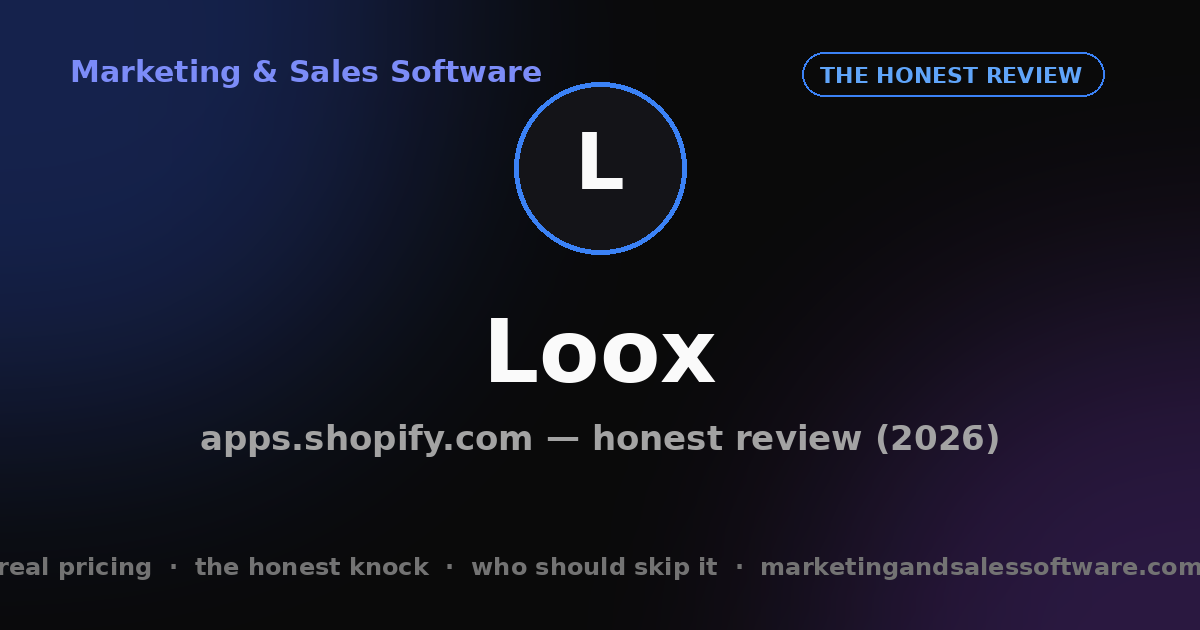 Marketing & Sales Software
THE HONEST REVIEW
L
Loox
apps.shopify.com — honest review (2026)
real pricing · the honest knock · who should skip it · marketingandsalessoftware.com